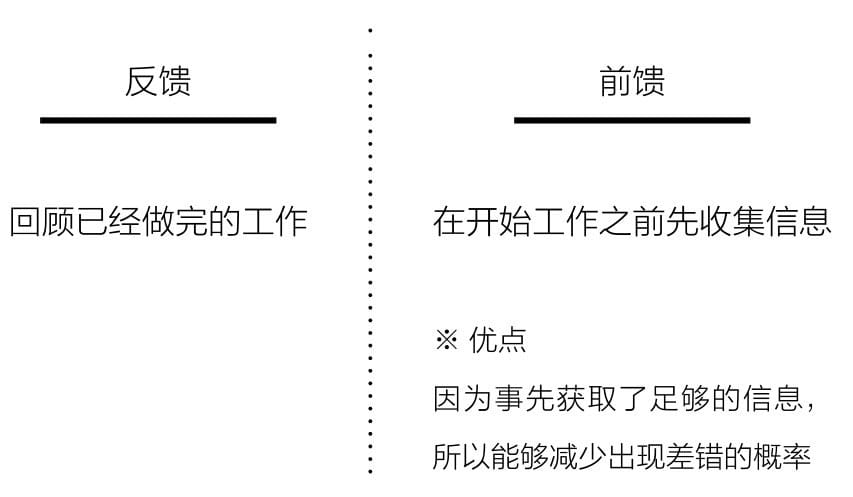 反馈
回顾已经做完的工作
前馈
在开始工作之前先收集信息
※ 优点
因为事先获取了足够的信息，
所以能够减少出现差错的概率